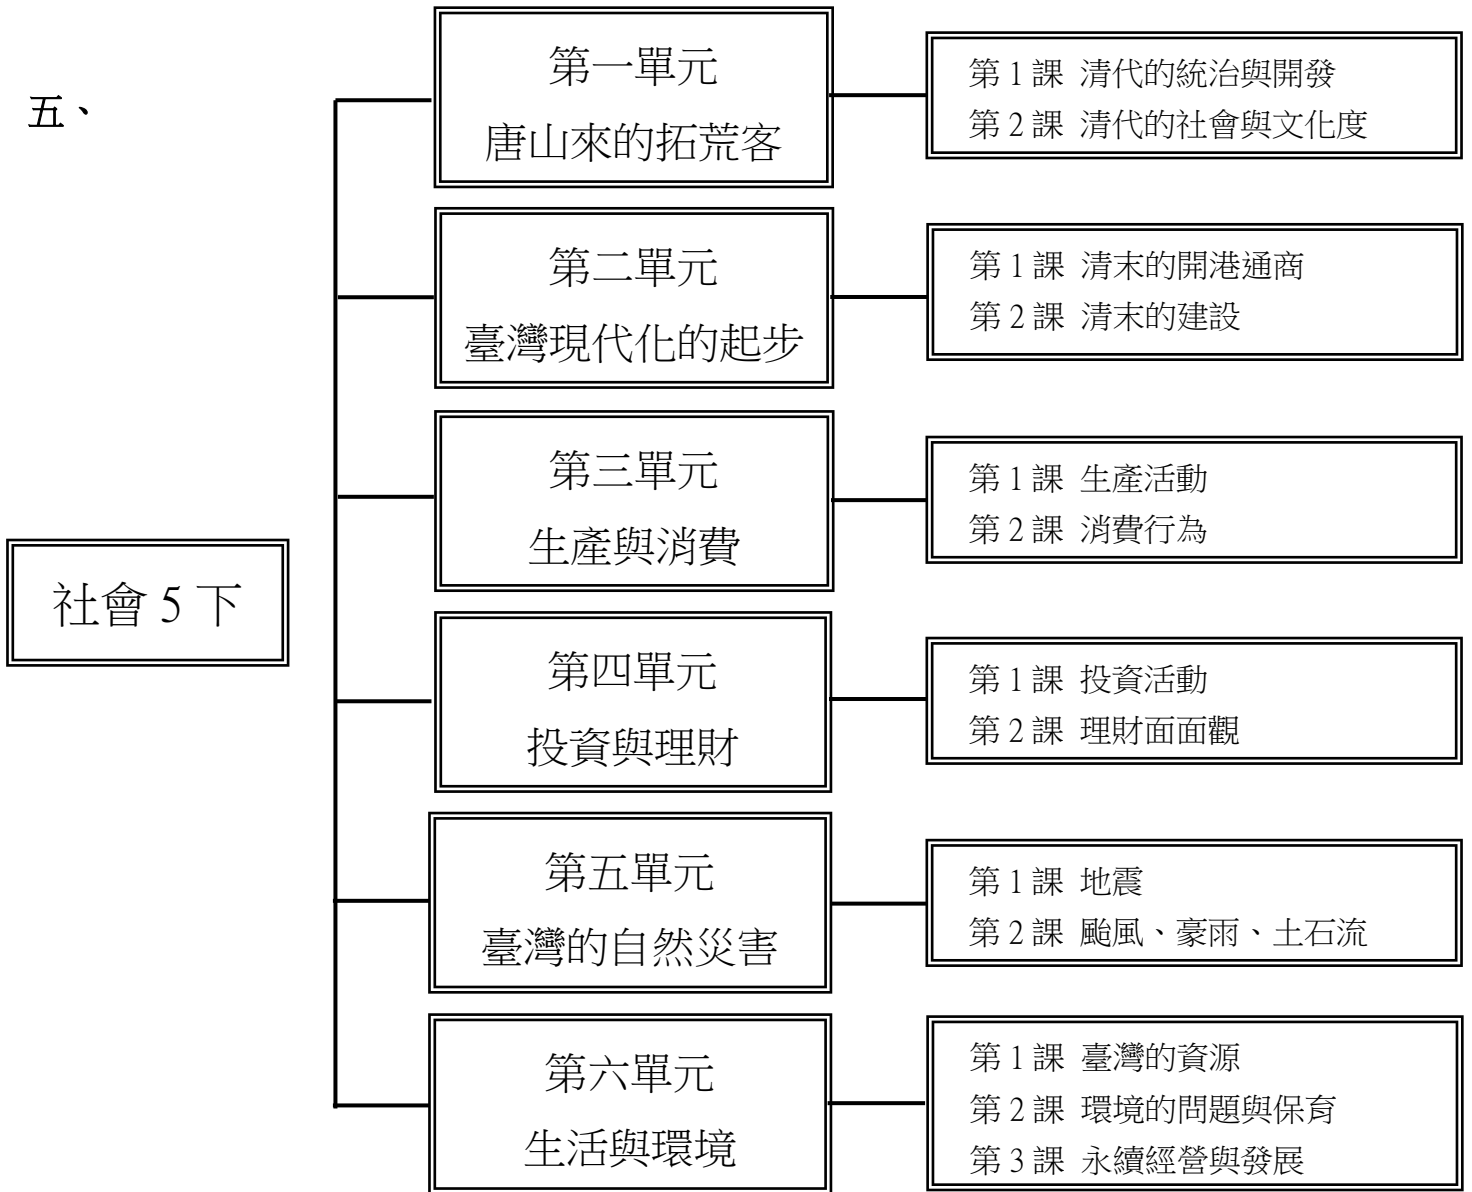 五、
社會 5 下
第一單元
唐山來的拓荒客
第 1 課 清代的統治與開發
第 2 課 清代的社會與文化度
第二單元
臺灣現代化的起步
第 1 課 清末的開港通商
第 2 課 清末的建設
第三單元
生產與消費
第 1 課 生產活動
第 2 課 消費行為
第四單元
投資與理財
第 1 課 投資活動
第 2 課 理財面面觀
第五單元
臺灣的自然災害
第 1 課 地震
第 2 課 颱風、豪雨、土石流
第六單元
生活與環境
第 1 課 臺灣的資源
第 2 課 環境的問題與保育
第 3 課 永續經營與發展